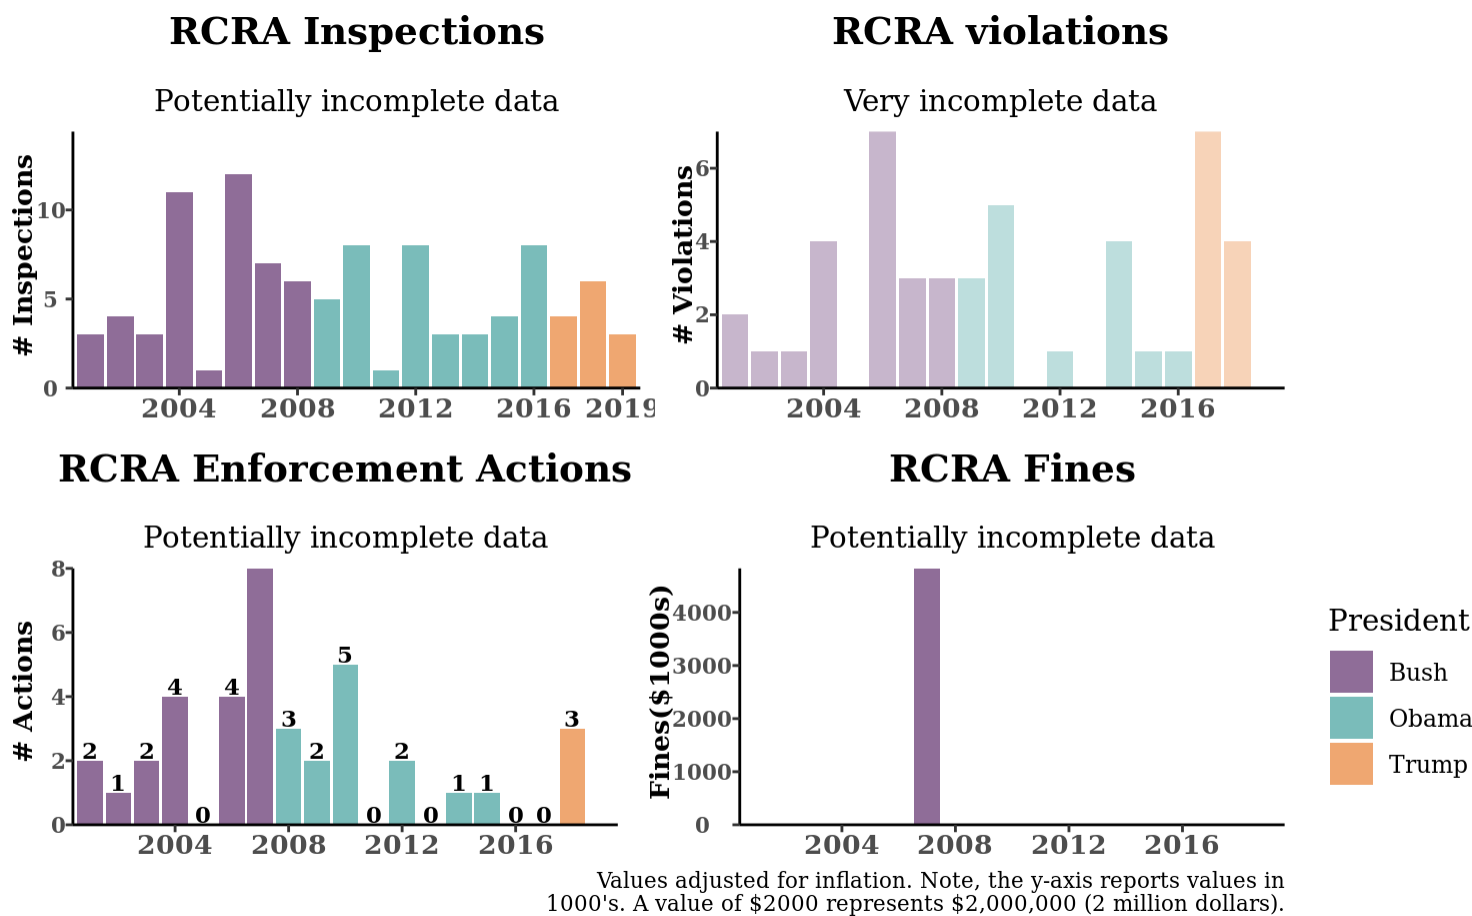 RCRA Inspections
Potentially incomplete data
# Inspections
10
5
0
2004 2008 2012 2016 2019
RCRA violations
Very incomplete data
# Violations
6
4
2
0
2004 2008 2012 2016
RCRA Enforcement Actions
Potentially incomplete data
# Actions
8
6
4
2
0
2 1 2 4 0 4 3 2 5 0 2 0 1 1 0 0 3
2004 2008 2012 2016
RCRA Fines
Potentially incomplete data
Fines($1000s)
4000
3000
2000
1000
0
2004 2008 2012 2016
President
Bush
Obama
Trump
Values adjusted for inflation. Note, the y-axis reports values in
1000's. A value of $2000 represents $2,000,000 (2 million dollars).